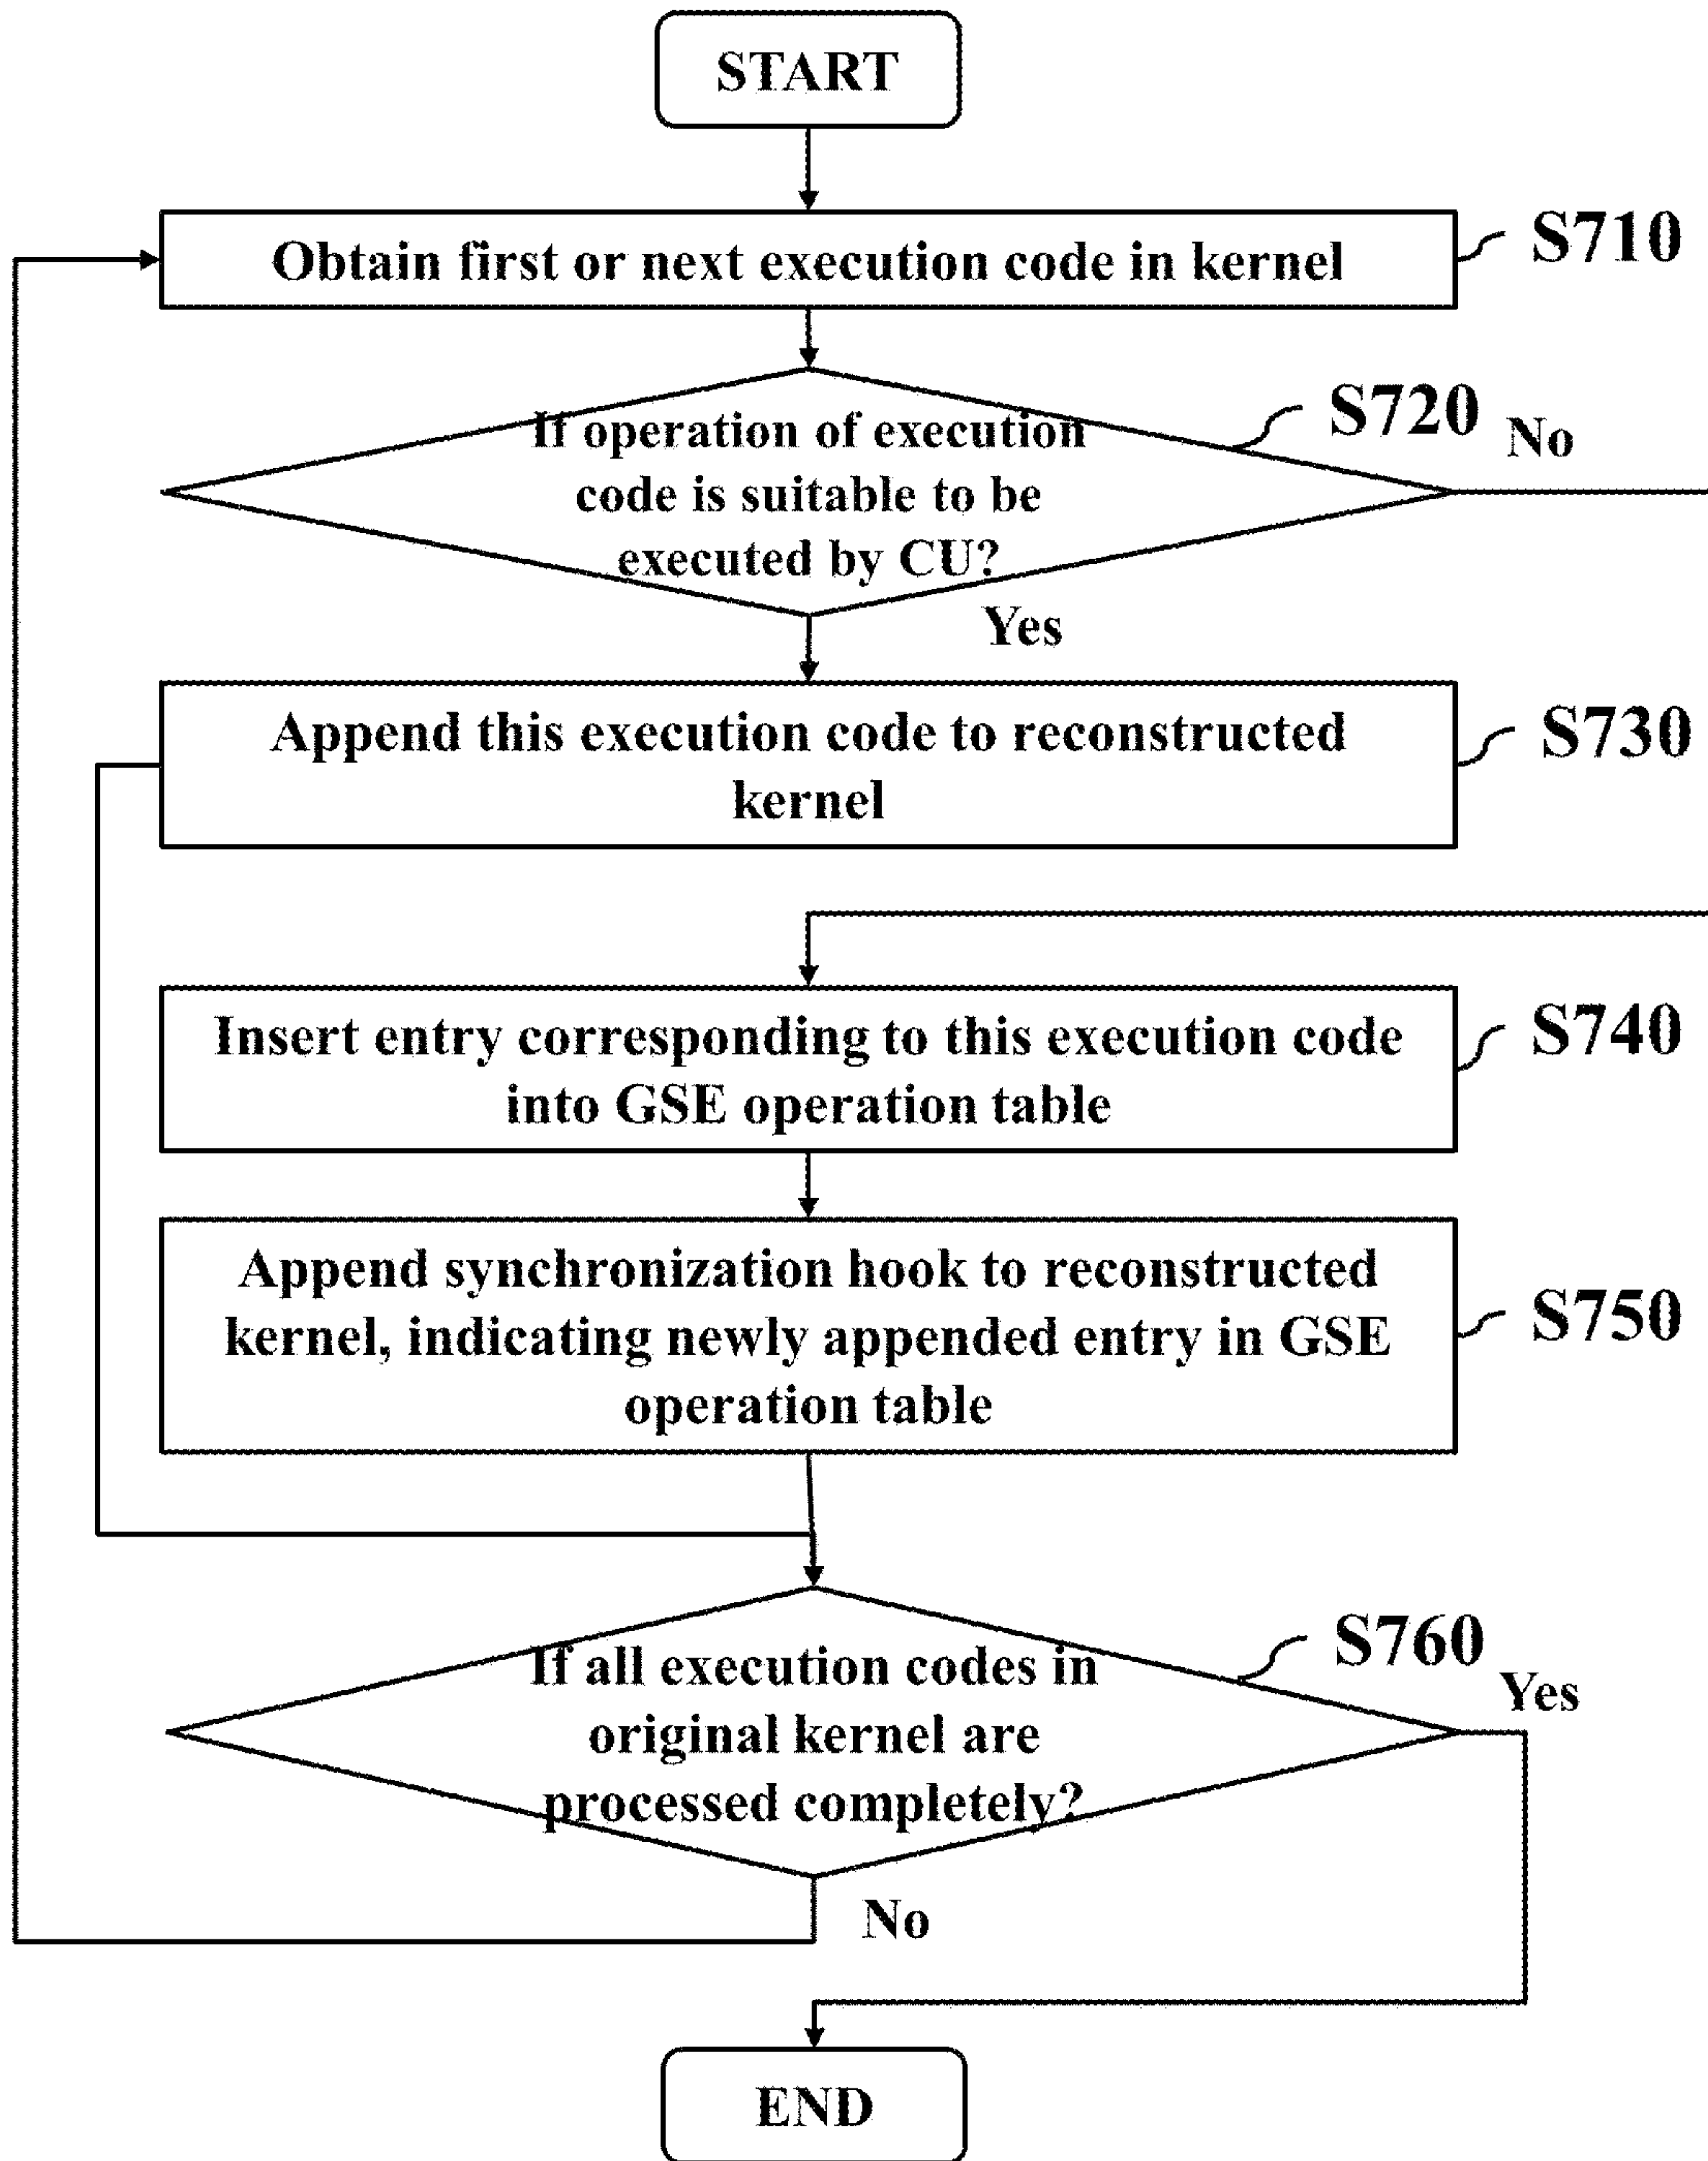 START
Obtain first or next execution code in kernel
S710
If operation of execution
code is suitable to be
executed by CU?
S720
No
Yes
Append this execution code to reconstructed
kernel
S730
Insert entry corresponding to this execution code
into GSE operation table
S740
Append synchronization hook to reconstructed
kernel, indicating newly appended entry in GSE
operation table
S750
If all execution codes in
original kernel are
processed completely?
S760
Yes
No
END